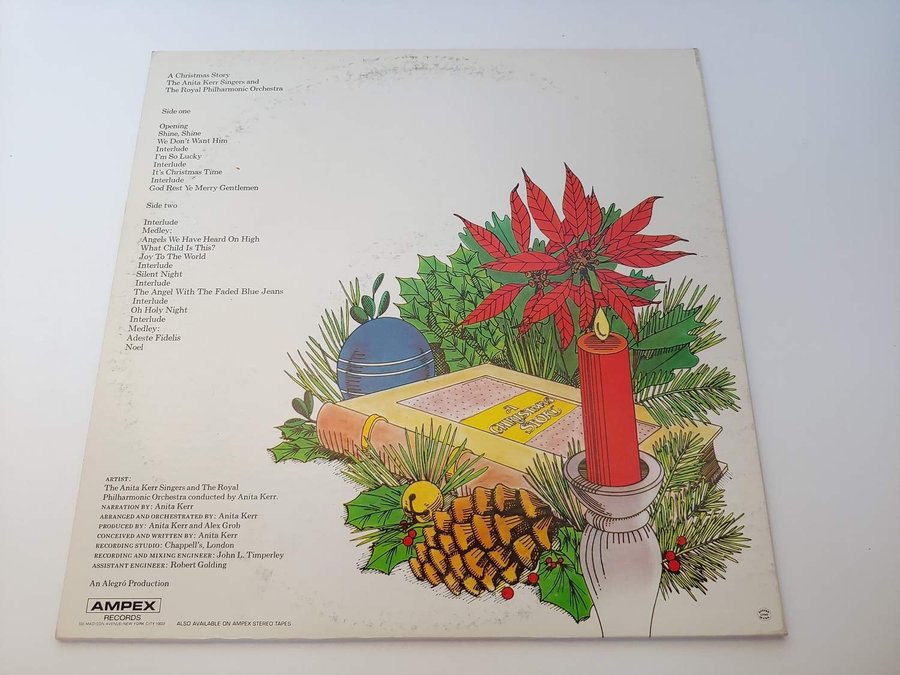 A Christmas Story
The Anita Kerr Singers and
The Royal Philharmonic Orchestra
Side one
Opening
Shine, Shine
We Don't Want Him
Interlude
I'm So Lucky
Interlude
It's Christmas Time
Interlude
God Rest Ye Merry Gentlemen
Side two
Interlude
Medley:
Angels We Have Heard On High
What Child Is This?
Joy To The World
Interlude
Silent Night
Interlude
The Angel With The Faded Blue Jeans
Interlude
Oh Holy Night
Interlude
Medley:
Adeste Fidelis
Noel
A
CHRISTMAS
STORY
ARTIST:
The Anita Kerr Singers and The Royal
Philharmonic Orchestra conducted by Anita Kerr.
NARRATION BY: Anita Kerr
ARRANGED AND ORCHESTRATED BY: Anita Kerr
PRODUCED BY: Anita Kerr and Alex Grob
CONCEIVED AND WRITTEN BY: Anita Kerr
RECORDING STUDIO: Chappell's, London
RECORDING AND MIXING ENGINEER: John L. Timperley
ASSISTANT ENGINEER: Robert Golding
An Alegró Production
AMPEX
RECORDS
555 MADISON AVENUE/NEW YORK CITY 10022
ALSO AVAILABLE ON AMPEX STEREO TAPES